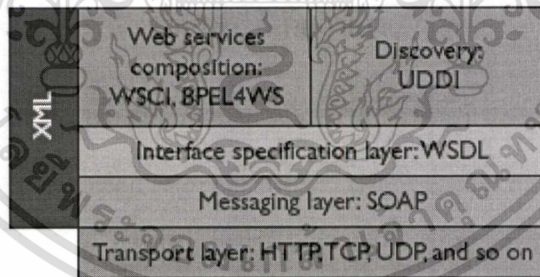 XML
Web services
composition:
WSCI, BPEL4WS
Discovery:
UDDI
Interface specification layer: WSDL
Messaging layer: SOAP
Transport layer: HTTP, TCP, UDP, and so on